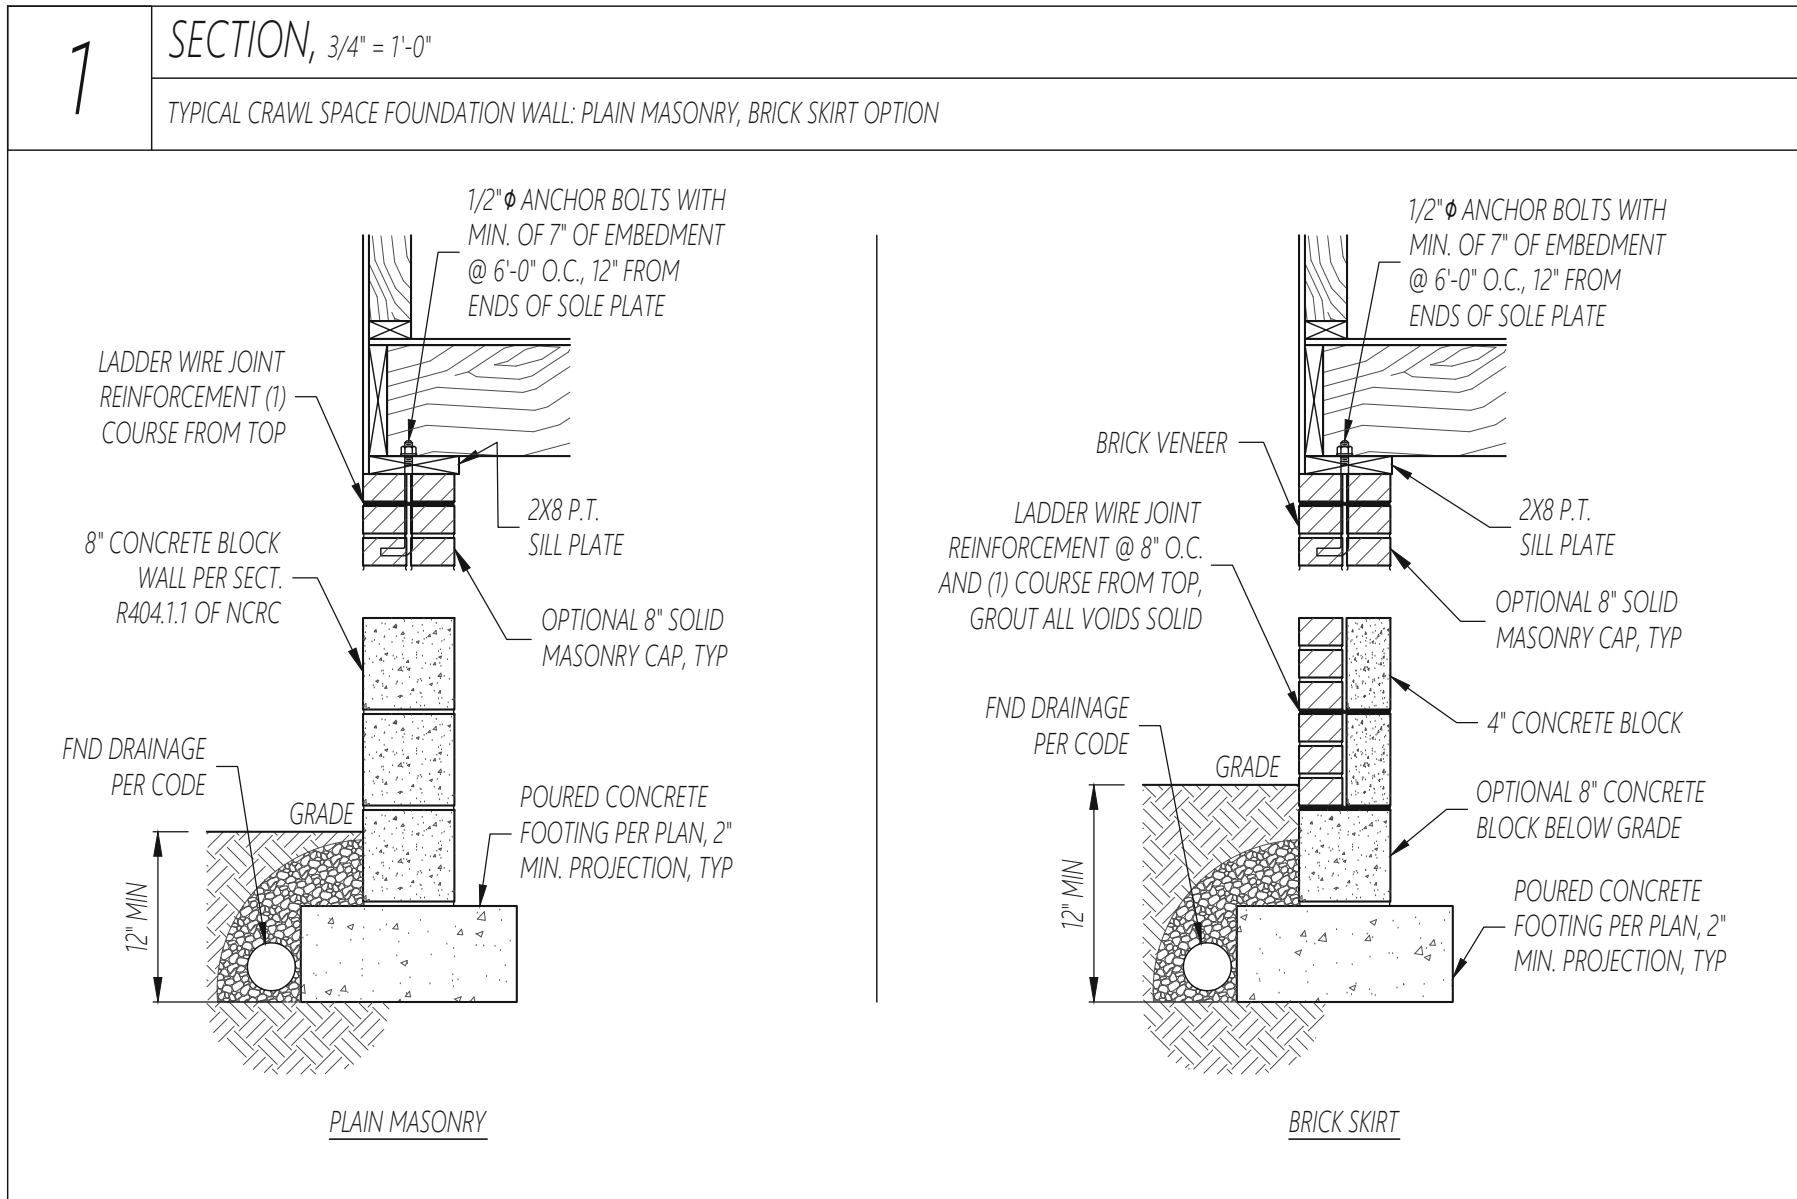 1
SECTION, 3/4" = 1'-0"
TYPICAL CRAWL SPACE FOUNDATION WALL: PLAIN MASONRY, BRICK SKIRT OPTION
1/2"ϕ ANCHOR BOLTS WITH
MIN. OF 7" OF EMBEDMENT
@ 6'-0" O.C., 12" FROM
ENDS OF SOLE PLATE
LADDER WIRE JOINT
REINFORCEMENT (1)
COURSE FROM TOP
2X8 P.T.
SILL PLATE
8" CONCRETE BLOCK
WALL PER SECT.
R404.1.1 OF NCRC
OPTIONAL 8" SOLID
MASONRY CAP, TYP
FND DRAINAGE
PER CODE
GRADE
POURED CONCRETE
FOOTING PER PLAN, 2"
MIN. PROJECTION, TYP
12" MIN
PLAIN MASONRY
1/2"ϕ ANCHOR BOLTS WITH
MIN. OF 7" OF EMBEDMENT
@ 6'-0" O.C., 12" FROM
ENDS OF SOLE PLATE
BRICK VENEER
2X8 P.T.
SILL PLATE
LADDER WIRE JOINT
REINFORCEMENT @ 8" O.C.
AND (1) COURSE FROM TOP,
GROUT ALL VOIDS SOLID
OPTIONAL 8" SOLID
MASONRY CAP, TYP
FND DRAINAGE
PER CODE
4" CONCRETE BLOCK
GRADE
OPTIONAL 8" CONCRETE
BLOCK BELOW GRADE
12" MIN
POURED CONCRETE
FOOTING PER PLAN, 2"
MIN. PROJECTION, TYP
BRICK SKIRT